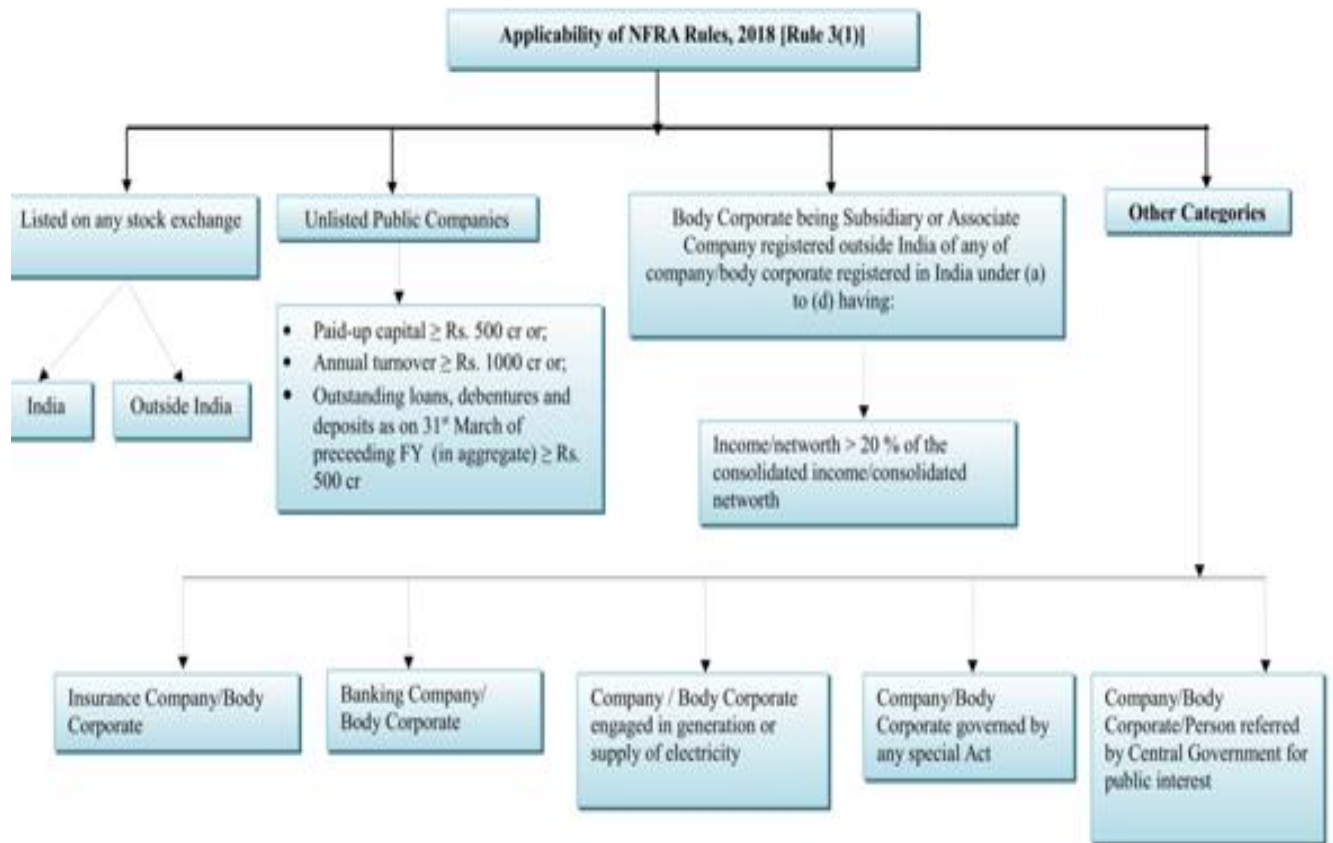 Applicability of NFRA Rules, 2018 [Rule 3(1)]
Listed on any stock exchange
Unlisted Public Companies
Body Corporate being Subsidiary or Associate
Company registered outside India of any of
company/body corporate registered in India under (a)
to (d) having:
Other Categories
India
Outside India
• Paid-up capital ≥ Rs. 500 cr or;
• Annual turnover ≥ Rs. 1000 cr or;
• Outstanding loans, debentures and
deposits as on 31st March of
preceeding FY (in aggregate) ≥ Rs.
500 cr
Income/networth > 20 % of the
consolidated income/consolidated
networth
Insurance Company/Body
Corporate
Banking Company/
Body Corporate
Company / Body Corporate
engaged in generation or
supply of electricity
Company/Body
Corporate governed by
any special Act
Company/Body
Corporate/Person referred
by Central Government for
public interest